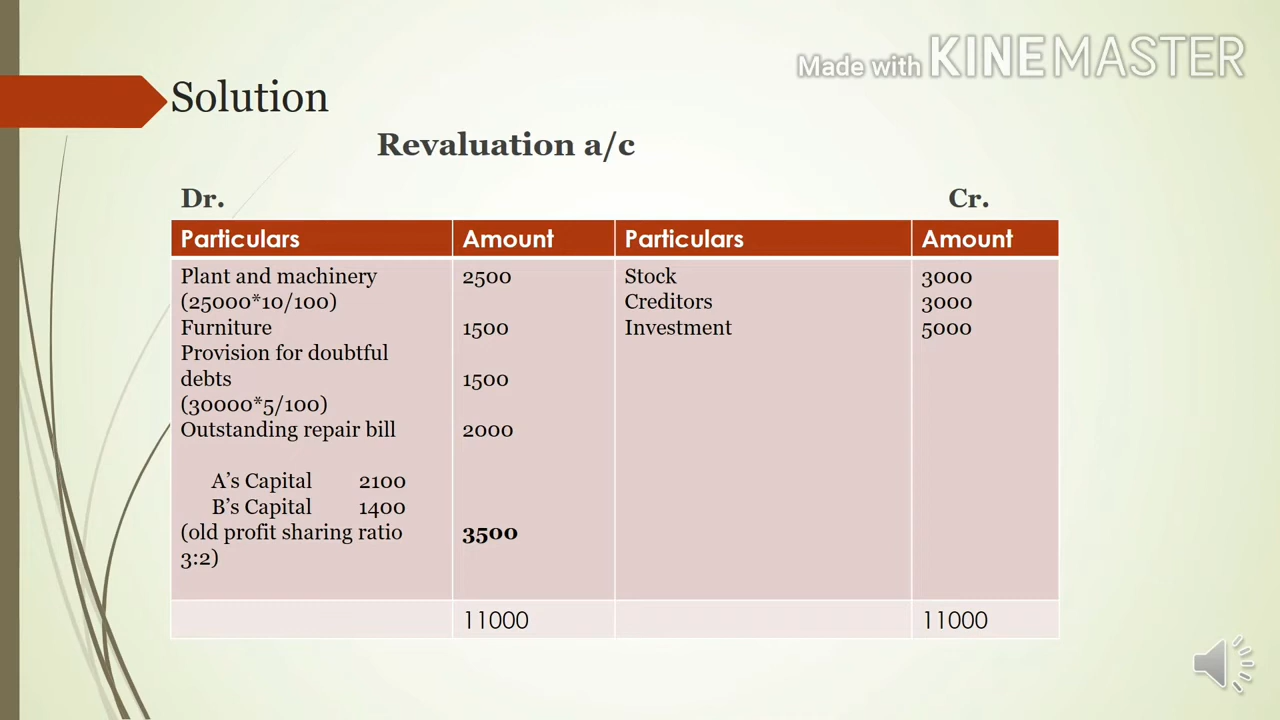 Made with KINEMASTER
Solution
Revaluation a/c
Dr. Cr.
Particulars Amount Particulars Amount
Plant and machinery 2500 Stock 3000
(25000*10/100) Creditors 3000
Furniture 1500 Investment 5000
Provision for doubtful
debts 1500
(30000*5/100)
Outstanding repair bill 2000
A's Capital 2100
B's Capital 1400
(old profit sharing ratio 3500
3:2)
11000 11000